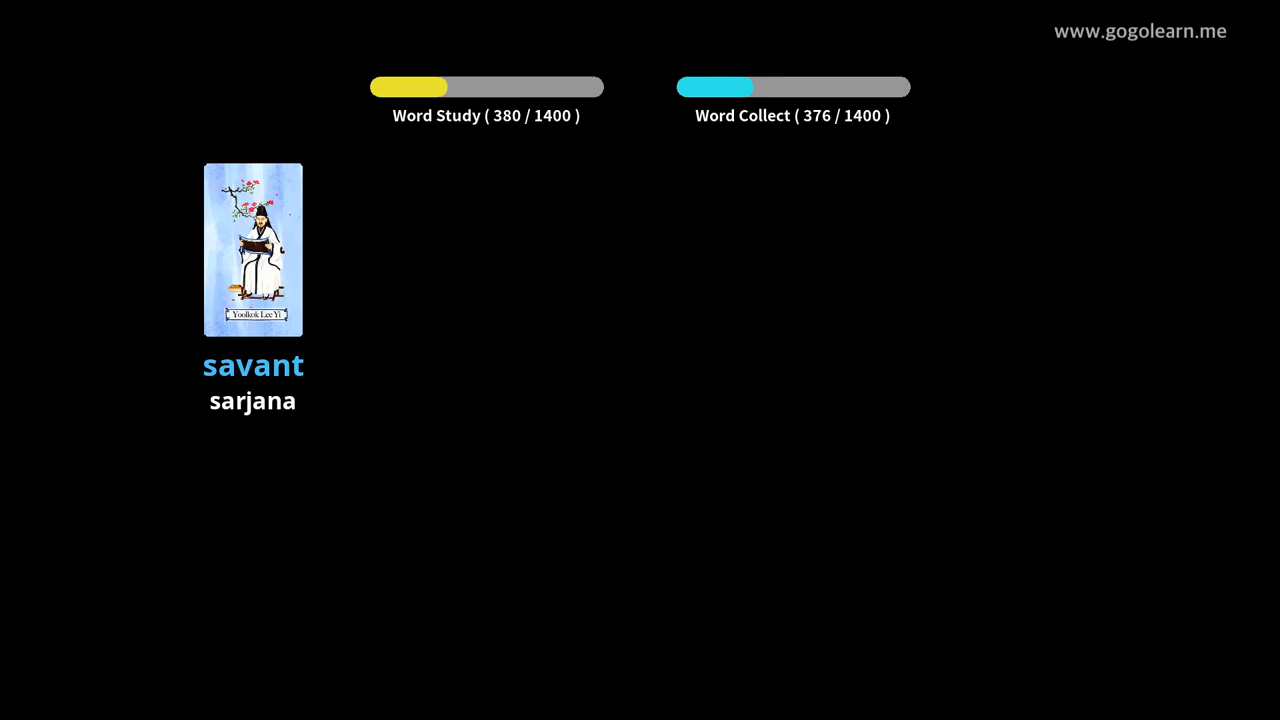 www.gogolearn.me
Word Study ( 380 / 1400 )
Word Collect ( 376 / 1400 )
Yoolkok Lee Yi
savant
sarjana